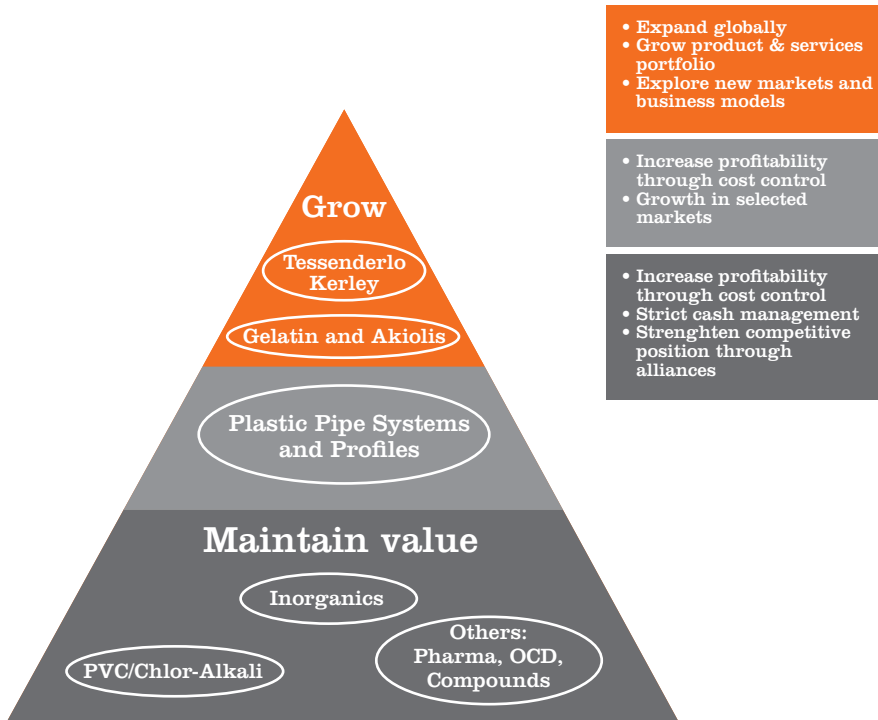 • Expand globally
• Grow product & services
portfolio
• Explore new markets and
business models
• Increase profitability
through cost control
• Growth in selected
markets
• Increase profitability
through cost control
• Strict cash management
• Strenghten competitive
position through
alliances
Grow
Tessenderlo
Kerley
Gelatin and Akiolis
Plastic Pipe Systems
and Profiles
Maintain value
Inorganics
Others:
Pharma, OCD,
Compounds
PVC/Chlor-Alkali